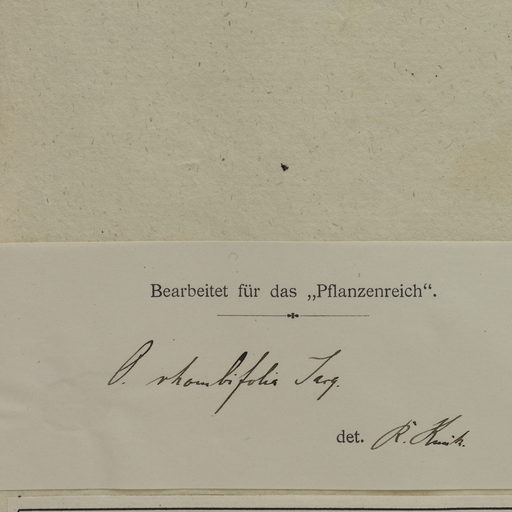 Bearbeitet für das „Pflanzenreich“.
O. rhombifolia Jacq.
det. R. Knuth.